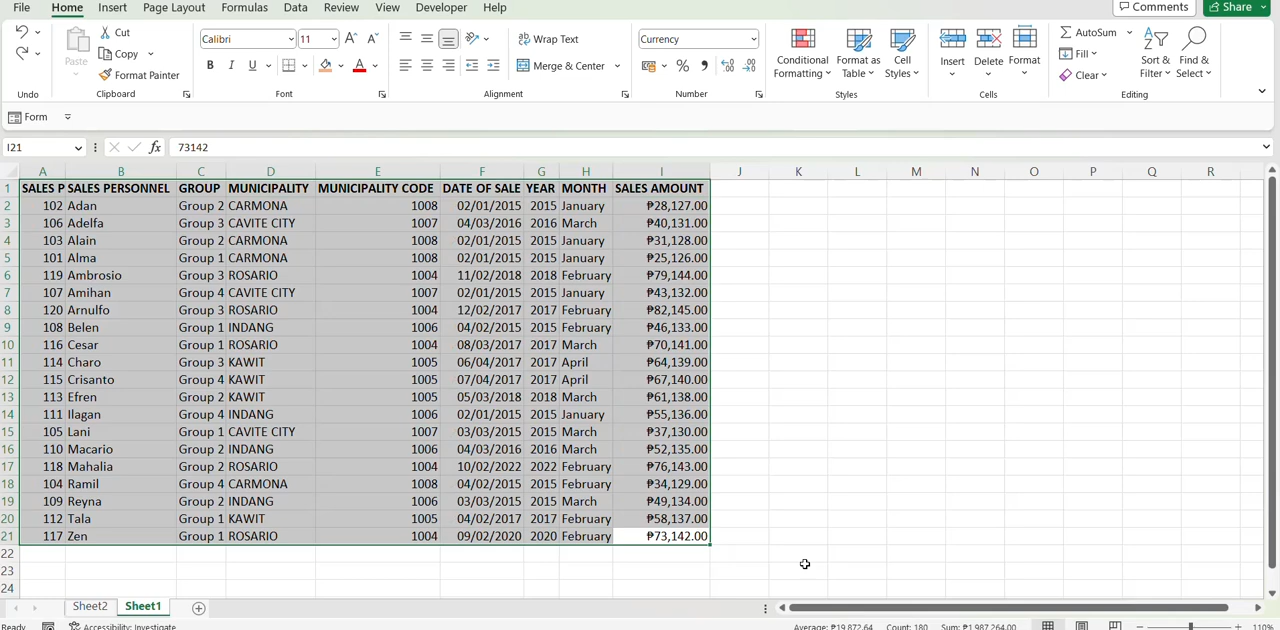 File Home Insert Page Layout Formulas Data Review View Developer Help Comments Share
Cut Calibri 11 Wrap Text Currency AutoSum
Paste Copy Conditional Format as Cell Insert Delete Format Fill Sort & Find &
Format Painter B I U A Merge & Center % Formatting Table Styles Clear Filter Select
Undo Clipboard Font Alignment Number Styles Cells Editing
Form
I21 fx 73142
A B C D E F G H I J K L M N O P Q R
1 SALES P SALES PERSONNEL GROUP MUNICIPALITY MUNICIPALITY CODE DATE OF SALE YEAR MONTH SALES AMOUNT
2 102 Adan Group 2 CARMONA 1008 02/01/2015 2015 January ₱28,127.00
3 106 Adelfa Group 3 CAVITE CITY 1007 04/03/2016 2016 March ₱40,131.00
4 103 Alain Group 2 CARMONA 1008 02/01/2015 2015 January ₱31,128.00
5 101 Alma Group 1 CARMONA 1008 02/01/2015 2015 January ₱25,126.00
6 119 Ambrosio Group 3 ROSARIO 1004 11/02/2018 2018 February ₱79,144.00
7 107 Amihan Group 4 CAVITE CITY 1007 02/01/2015 2015 January ₱43,132.00
8 120 Arnulfo Group 3 ROSARIO 1004 12/02/2017 2017 February ₱82,145.00
9 108 Belen Group 1 INDANG 1006 04/02/2015 2015 February ₱46,133.00
10 116 Cesar Group 1 ROSARIO 1004 08/03/2017 2017 March ₱70,141.00
11 114 Charo Group 3 KAWIT 1005 06/04/2017 2017 April ₱64,139.00
12 115 Crisanto Group 4 KAWIT 1005 07/04/2017 2017 April ₱67,140.00
13 113 Efren Group 2 KAWIT 1005 05/03/2018 2018 March ₱61,138.00
14 111 Ilagan Group 4 INDANG 1006 02/01/2015 2015 January ₱55,136.00
15 105 Lani Group 1 CAVITE CITY 1007 03/03/2015 2015 March ₱37,130.00
16 110 Macario Group 2 INDANG 1006 04/03/2016 2016 March ₱52,135.00
17 118 Mahalia Group 2 ROSARIO 1004 10/02/2022 2022 February ₱76,143.00
18 104 Ramil Group 4 CARMONA 1008 04/02/2015 2015 February ₱34,129.00
19 109 Reyna Group 2 INDANG 1006 03/03/2015 2015 March ₱49,134.00
20 112 Tala Group 1 KAWIT 1005 04/02/2017 2017 February ₱58,137.00
21 117 Zen Group 1 ROSARIO 1004 09/02/2020 2020 February ₱73,142.00
22
23
24
Sheet2 Sheet1
Ready Accessibility: Investigate Average: ₱19,872.64 Count: 180 Sum: ₱1,987,264.00 110%